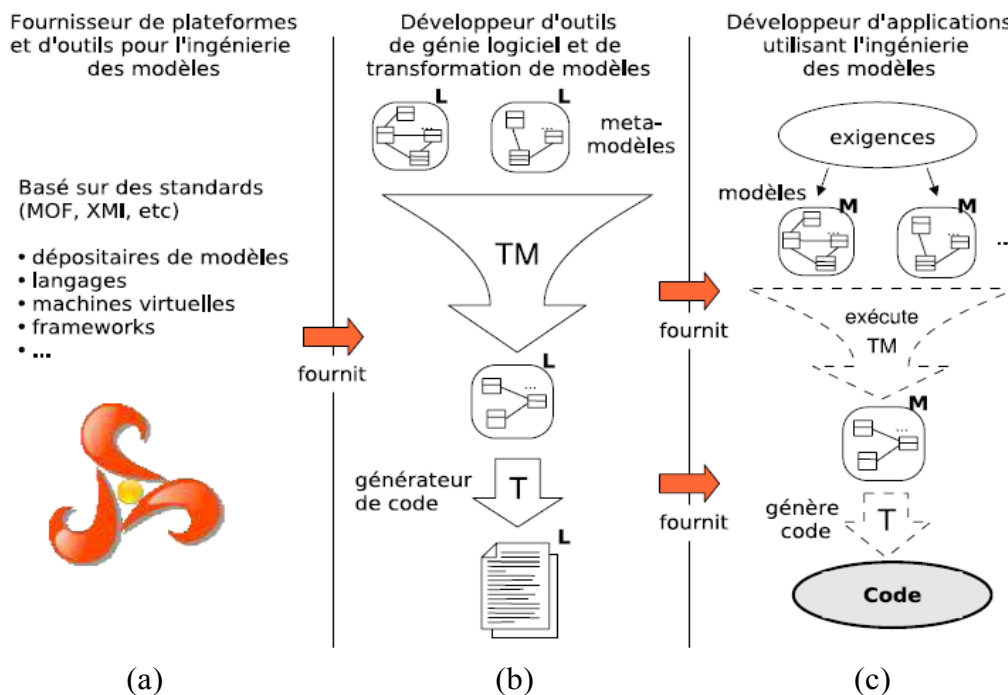 Fournisseur de plateformes
et d'outils pour l'ingénierie
des modèles
Basé sur des standards
(MOF, XMI, etc)
• dépositaires de modèles
• langages
• machines virtuelles
• frameworks
• ...
fournit
(a)
Développeur d'outils
de génie logiciel et de
transformation de modèles
L
L
...
...
meta-
modèles
TM
L
...
générateur
de code
T
L
(b)
fournit
fournit
Développeur d'applications
utilisant l'ingénierie
des modèles
exigences
modèles
M
M
...
...
...
exécute
TM
M
...
génère
code
T
Code
(c)